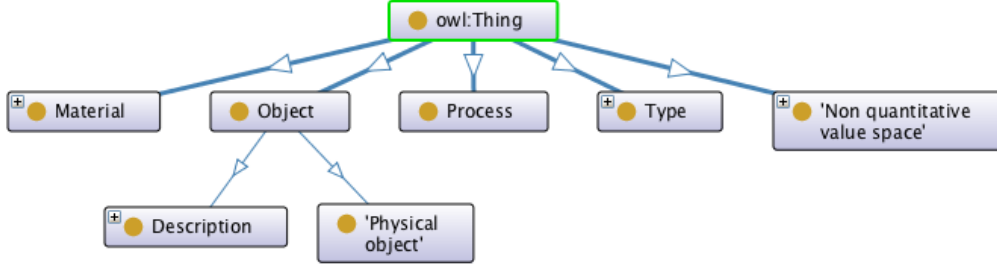 owl:Thing
Material
Object
Process
Type
'Non quantitative
value space'
Description
'Physical
object'